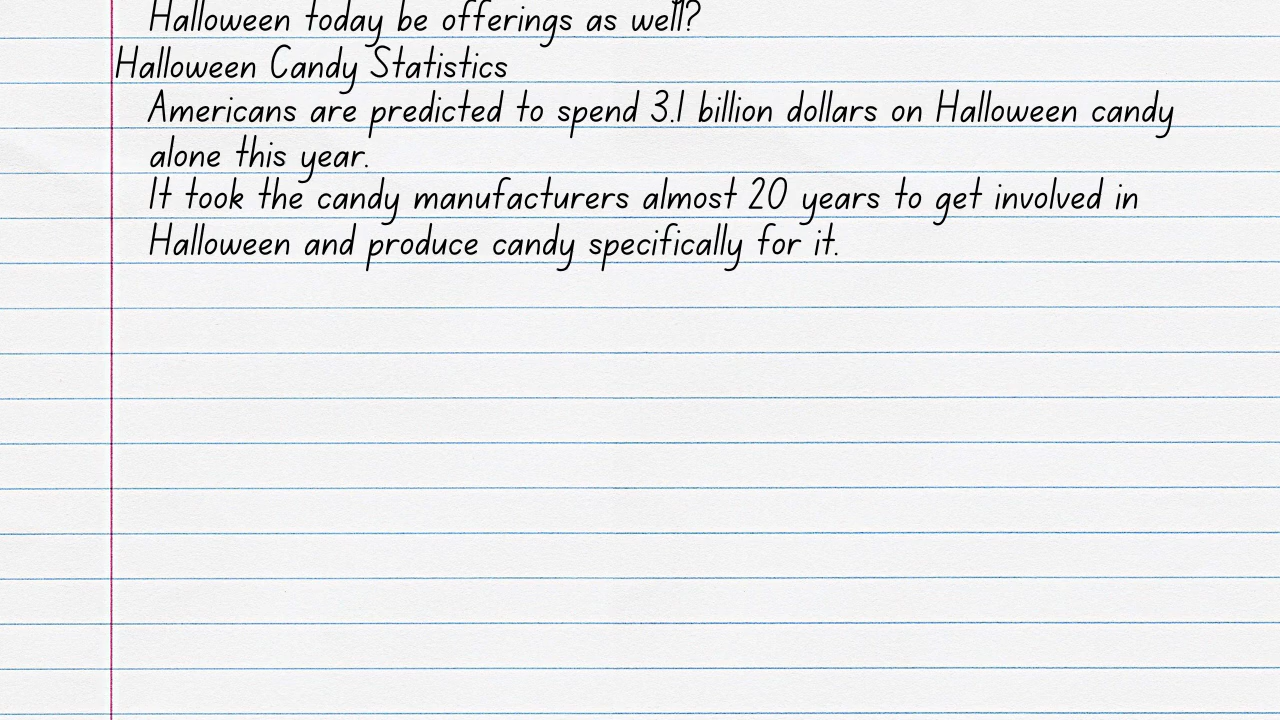 Halloween today be offerings as well?
Halloween Candy Statistics
Americans are predicted to spend 3.1 billion dollars on Halloween candy
alone this year.
It took the candy manufacturers almost 20 years to get involved in
Halloween and produce candy specifically for it.